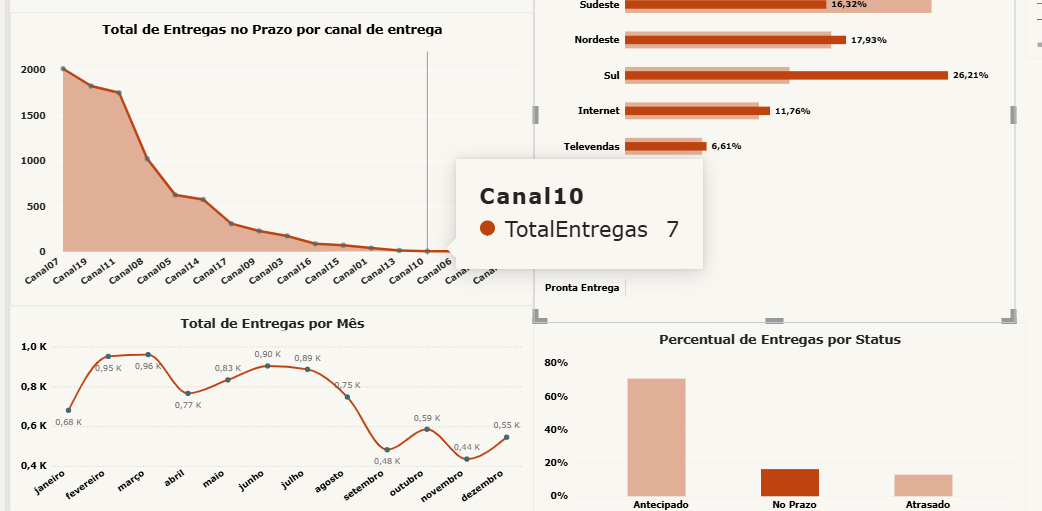 Total de Entregas no Prazo por canal de entrega
2000
1500
1000
500
0
Canal07
Canal19
Canal11
Canal08
Canal05
Canal14
Canal17
Canal09
Canal03
Canal16
Canal15
Canal01
Canal13
Canal10
Canal06
Sudeste 16,32%
Nordeste 17,93%
Sul 26,21%
Internet 11,76%
Televendas 6,61%
Canal10
TotalEntregas 7
Pronta Entrega
Total de Entregas por Mês
1,0 K
0,8 K
0,6 K
0,4 K
0,68 K
0,95 K
0,96 K
0,77 K
0,83 K
0,90 K
0,89 K
0,75 K
0,48 K
0,59 K
0,44 K
0,55 K
janeiro
fevereiro
março
abril
maio
junho
julho
agosto
setembro
outubro
novembro
dezembro
Percentual de Entregas por Status
80%
60%
40%
20%
0%
Antecipado
No Prazo
Atrasado